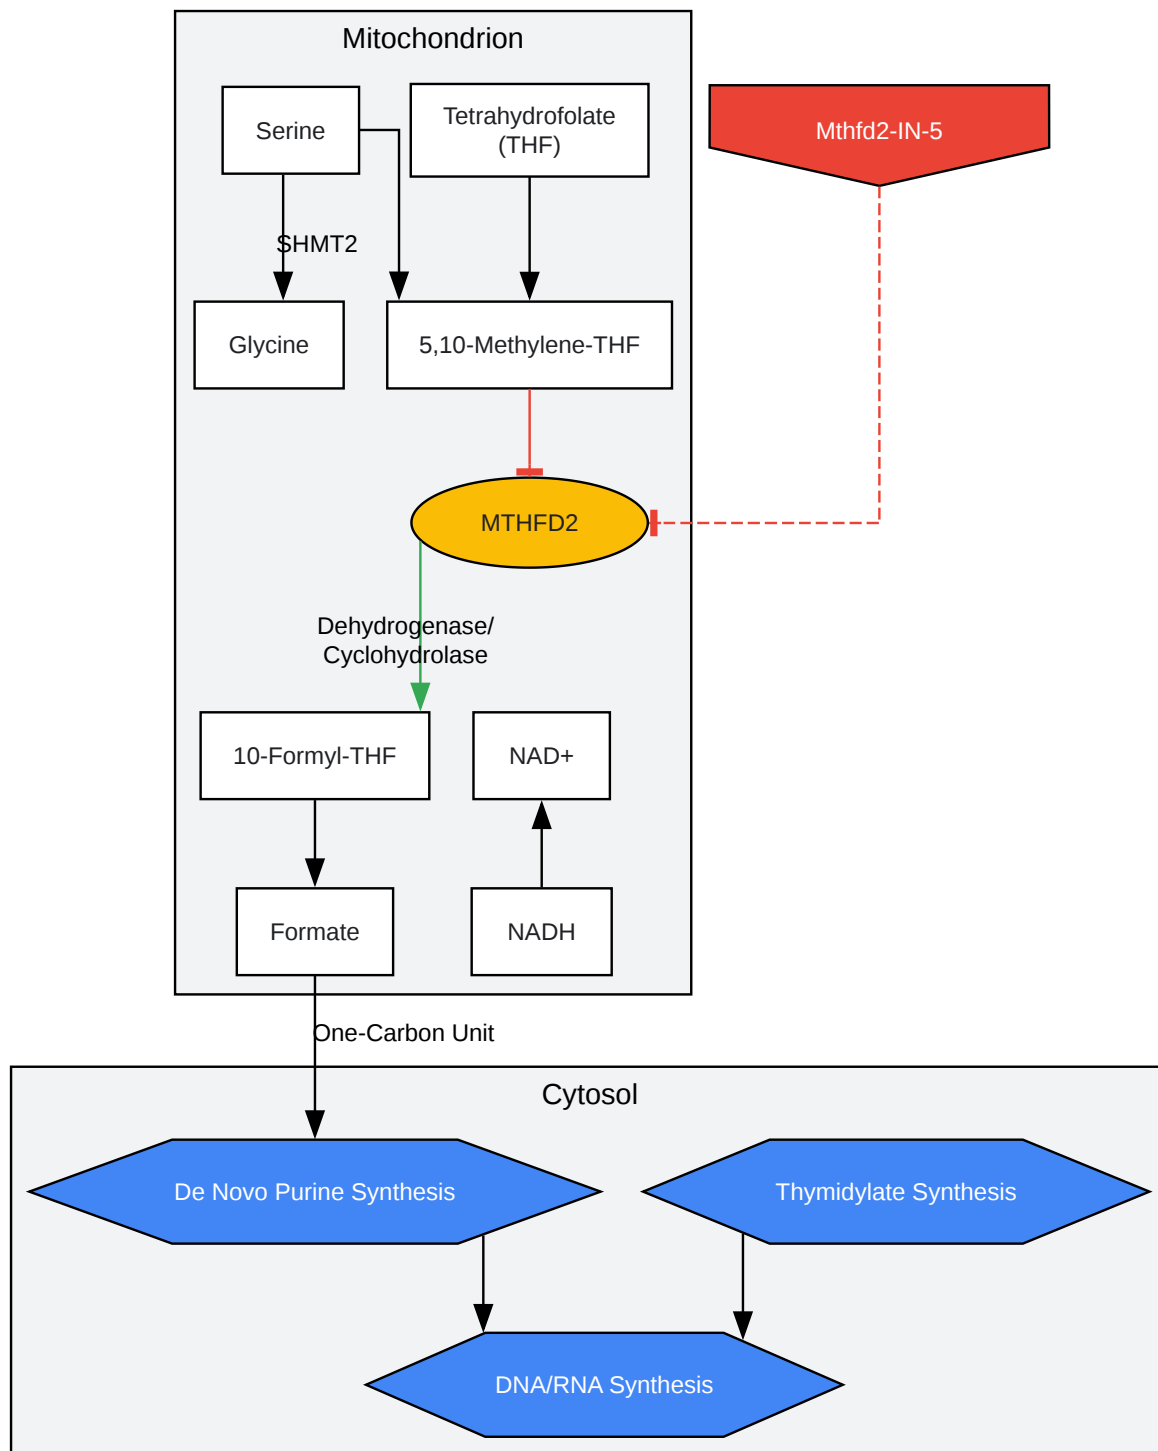 Mitochondrion
Serine
Tetrahydrofolate
(THF)
Mthfd2-IN-5
SHMT2
Glycine
5,10-Methylene-THF
MTHFD2
Dehydrogenase/
Cyclohydrolase
10-Formyl-THF
NAD+
Formate
NADH
One-Carbon Unit
Cytosol
De Novo Purine Synthesis
Thymidylate Synthesis
DNA/RNA Synthesis